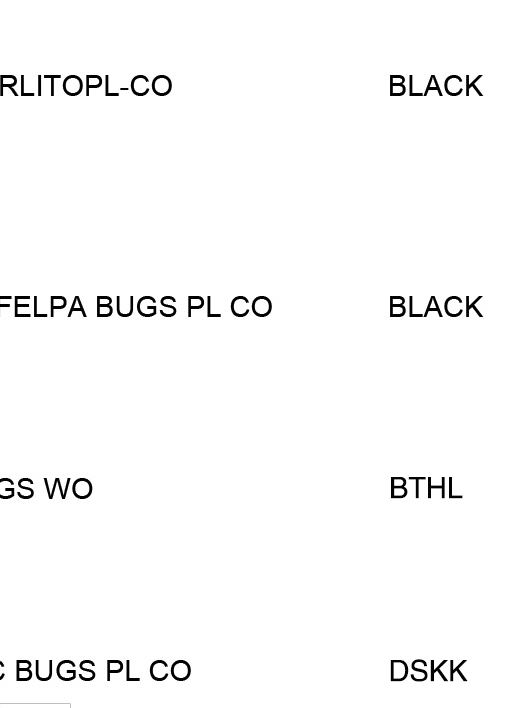 RLITOPL-CO BLACK
FELPA BUGS PL CO BLACK
GS WO BTHL
C BUGS PL CO DSKK